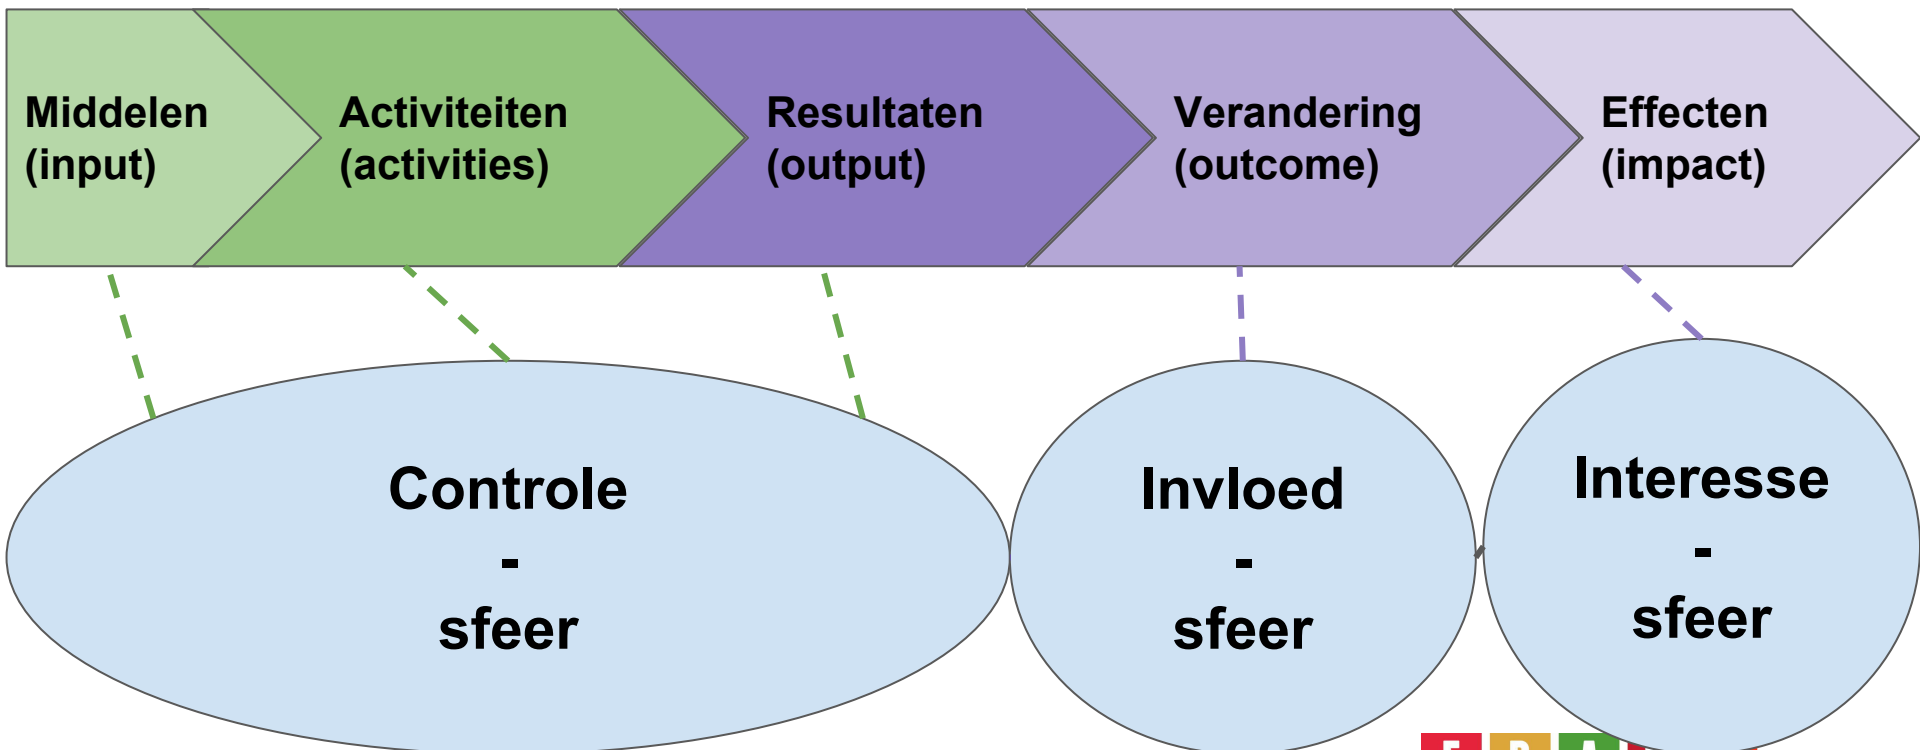 Middelen
(input)
Activiteiten
(activities)
Resultaten
(output)
Verandering
(outcome)
Effecten
(impact)
Controle
-
sfeer
Invloed
-
sfeer
Interesse
-
sfeer